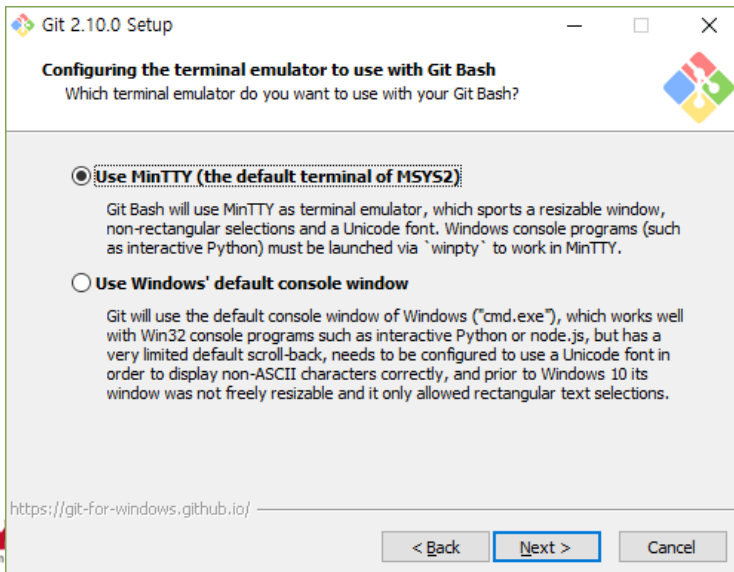 Git 2.10.0 Setup
Configuring the terminal emulator to use with Git Bash
Which terminal emulator do you want to use with your Git Bash?
Use MinTTY (the default terminal of MSYS2)
Git Bash will use MinTTY as terminal emulator, which sports a resizable window,
non-rectangular selections and a Unicode font. Windows console programs (such
as interactive Python) must be launched via `winpty` to work in MinTTY.
Use Windows' default console window
Git will use the default console window of Windows ("cmd.exe"), which works well
with Win32 console programs such as interactive Python or node.js, but has a
very limited default scroll-back, needs to be configured to use a Unicode font in
order to display non-ASCII characters correctly, and prior to Windows 10 its
window was not freely resizable and it only allowed rectangular text selections.
https://git-for-windows.github.io/
< Back
Next >
Cancel